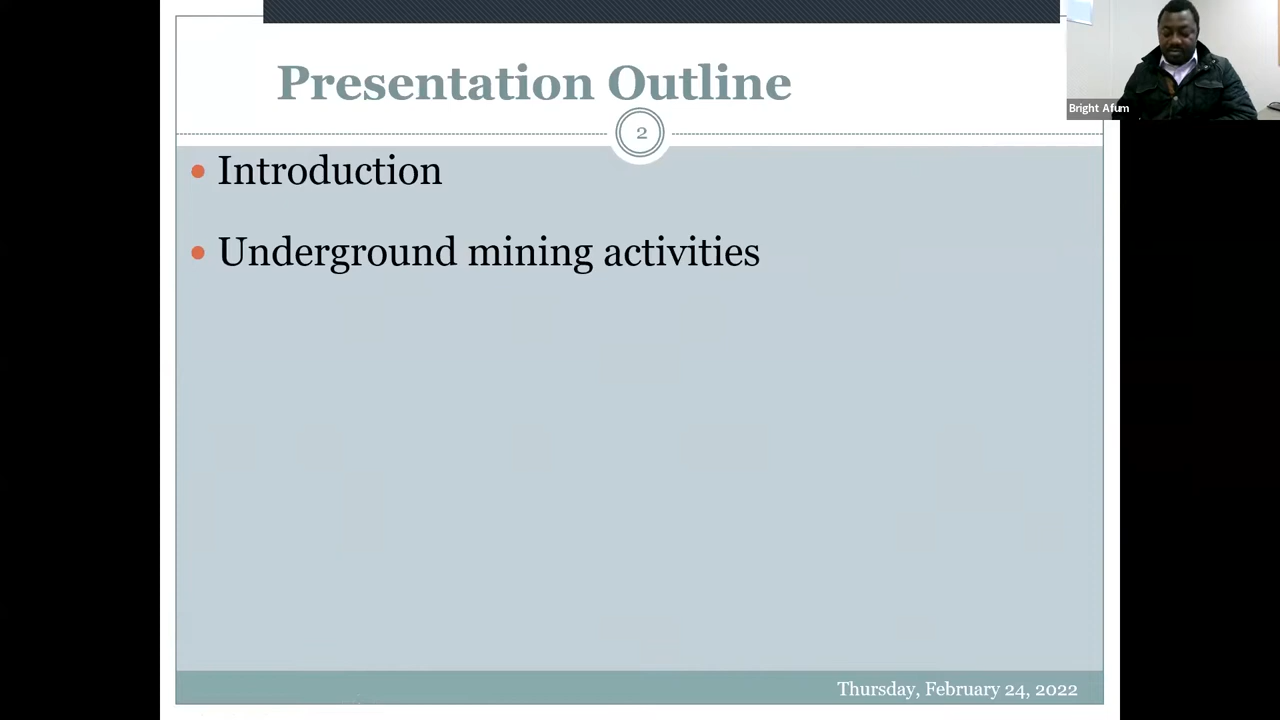 Presentation Outline
Bright Afum
2
Introduction
Underground mining activities
Thursday, February 24, 2022